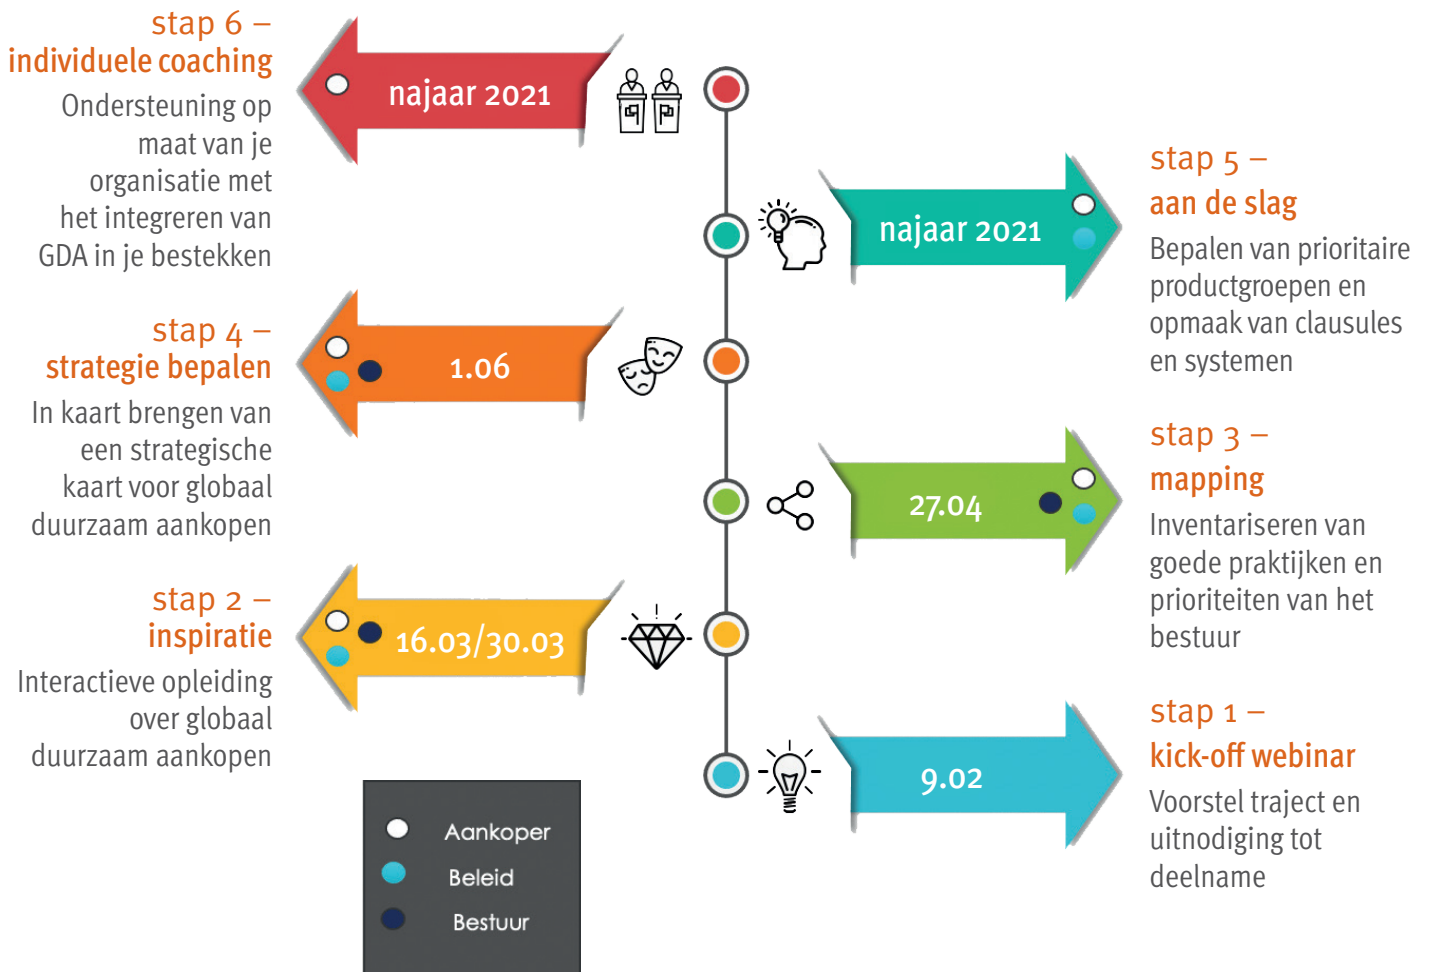 stap 6 –
individuele coaching
Ondersteuning op
maat van je
organisatie met
het integreren van
GDA in je bestekken
najaar 2021
stap 5 –
aan de slag
Bepalen van prioritaire
productgroepen en
opmaak van clausules
en systemen
najaar 2021
stap 4 –
strategie bepalen
In kaart brengen van
een strategische
kaart voor globaal
duurzaam aankopen
1.06
stap 3 –
mapping
Inventariseren van
goede praktijken en
prioriteiten van het
bestuur
27.04
stap 2 –
inspiratie
Interactieve opleiding
over globaal
duurzaam aankopen
16.03/30.03
stap 1 –
kick-off webinar
Voorstel traject en
uitnodiging tot
deelname
9.02
Aankoper
Beleid
Bestuur